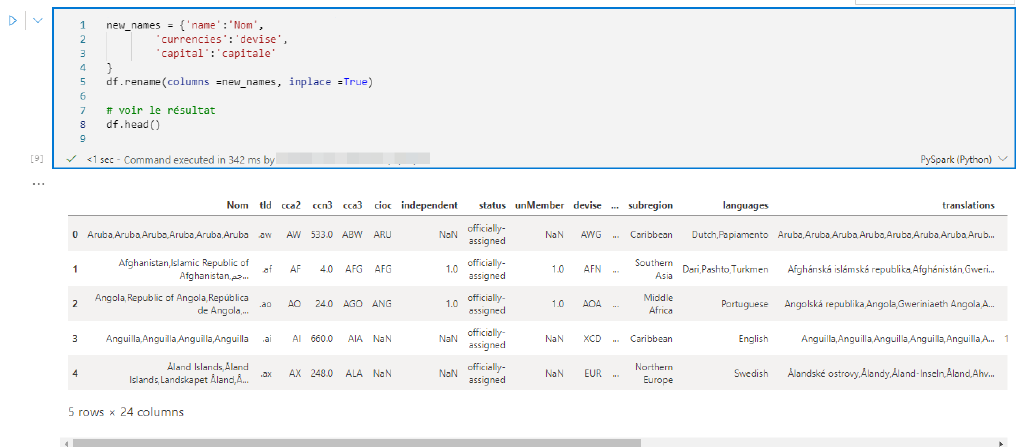 1 new_names = {'name':'Nom',
2 'currencies':'devise',
3 'capital':'capitale'
4 }
5 df.rename(columns =new_names, inplace =True)
6
7 # voir le résultat
8 df.head()
9
[9] <1 sec - Command executed in 342 ms by PySpark (Python)
...
Nom tld cca2 ccn3 cca3 cioc independent status unMember devise ... subregion languages translations
0 Aruba,Aruba,Aruba,Aruba,Aruba,Aruba .aw AW 533.0 ABW ARU NaN officially-assigned NaN AWG ... Caribbean Dutch,Papiamento Aruba,Aruba,Aruba,Aruba,Aruba,Aruba,Aruba,Arub...
1 Afghanistan,Islamic Republic of Afghanistan,جم... .af AF 4.0 AFG AFG 1.0 officially-assigned 1.0 AFN ... Southern Asia Dari,Pashto,Turkmen Afghánská islámská republika,Afghánistán,Gweri...
2 Angola,Republic of Angola,República de Angola,... .ao AO 24.0 AGO ANG 1.0 officially-assigned 1.0 AOA ... Middle Africa Portuguese Angolská republika,Angola,Gweriniaeth Angola,A...
3 Anguilla,Anguilla,Anguilla,Anguilla .ai AI 660.0 AIA NaN NaN officially-assigned NaN XCD ... Caribbean English Anguilla,Anguilla,Anguilla,Anguilla,Anguilla,A... 1
4 Åland Islands,Åland Islands,Landskapet Åland,Å... .ax AX 248.0 ALA NaN NaN officially-assigned NaN EUR ... Northern Europe Swedish Ålandské ostrovy,Ålandy,Åland-Inseln,Åland,Ahv...
5 rows × 24 columns